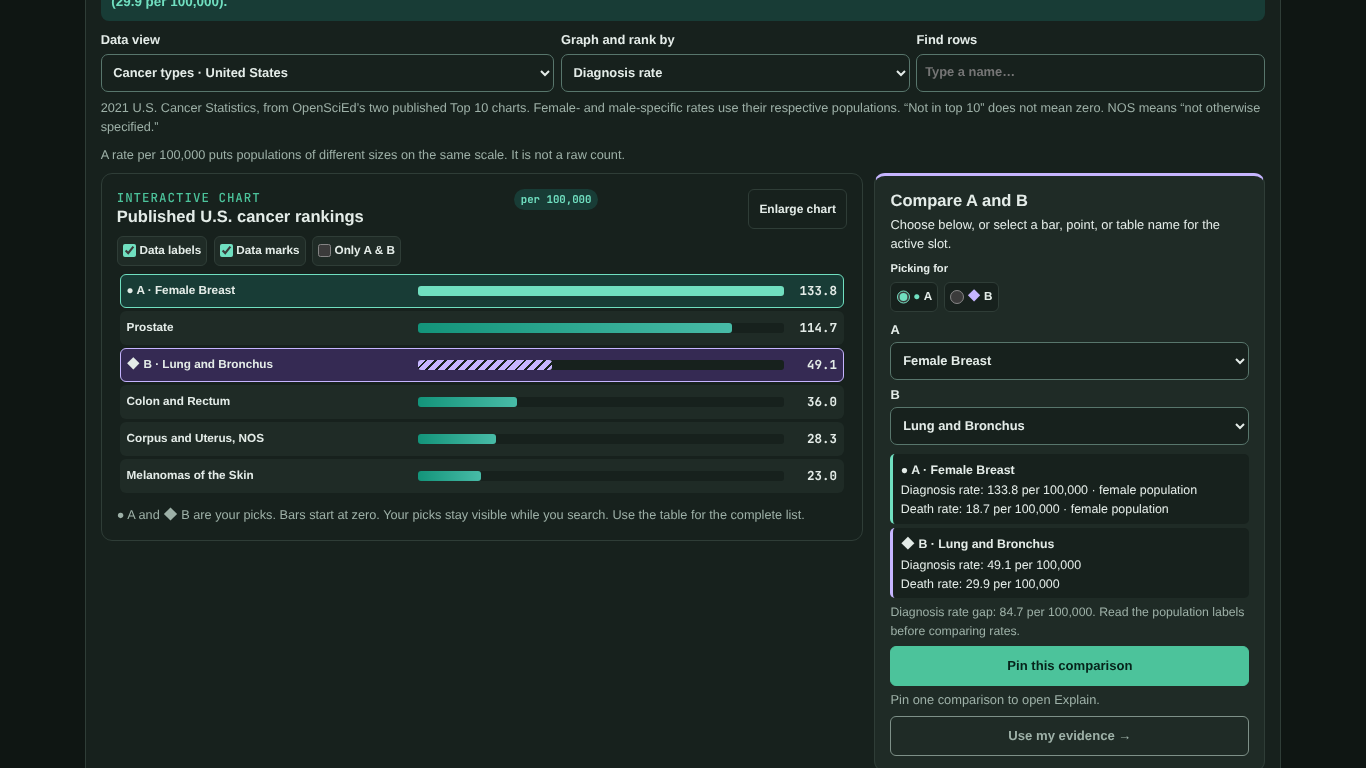 (29.9 per 100,000).
Data view
Graph and rank by
Find rows
Cancer types · United States
Diagnosis rate
Type a name…
2021 U.S. Cancer Statistics, from OpenSciEd's two published Top 10 charts. Female- and male-specific rates use their respective populations. “Not in top 10” does not mean zero. NOS means “not otherwise
specified.”
A rate per 100,000 puts populations of different sizes on the same scale. It is not a raw count.
INTERACTIVE CHART
Published U.S. cancer rankings
per 100,000
Enlarge chart
Data labels
Data marks
Only A & B
● A · Female Breast 133.8
Prostate 114.7
◆ B · Lung and Bronchus 49.1
Colon and Rectum 36.0
Corpus and Uterus, NOS 28.3
Melanomas of the Skin 23.0
● A and ◆ B are your picks. Bars start at zero. Your picks stay visible while you search. Use the table for the complete list.
Compare A and B
Choose below, or select a bar, point, or table name for the
active slot.
Picking for
● A
◆ B
A
Female Breast
B
Lung and Bronchus
● A · Female Breast
Diagnosis rate: 133.8 per 100,000 · female population
Death rate: 18.7 per 100,000 · female population
◆ B · Lung and Bronchus
Diagnosis rate: 49.1 per 100,000
Death rate: 29.9 per 100,000
Diagnosis rate gap: 84.7 per 100,000. Read the population labels
before comparing rates.
Pin this comparison
Pin one comparison to open Explain.
Use my evidence →